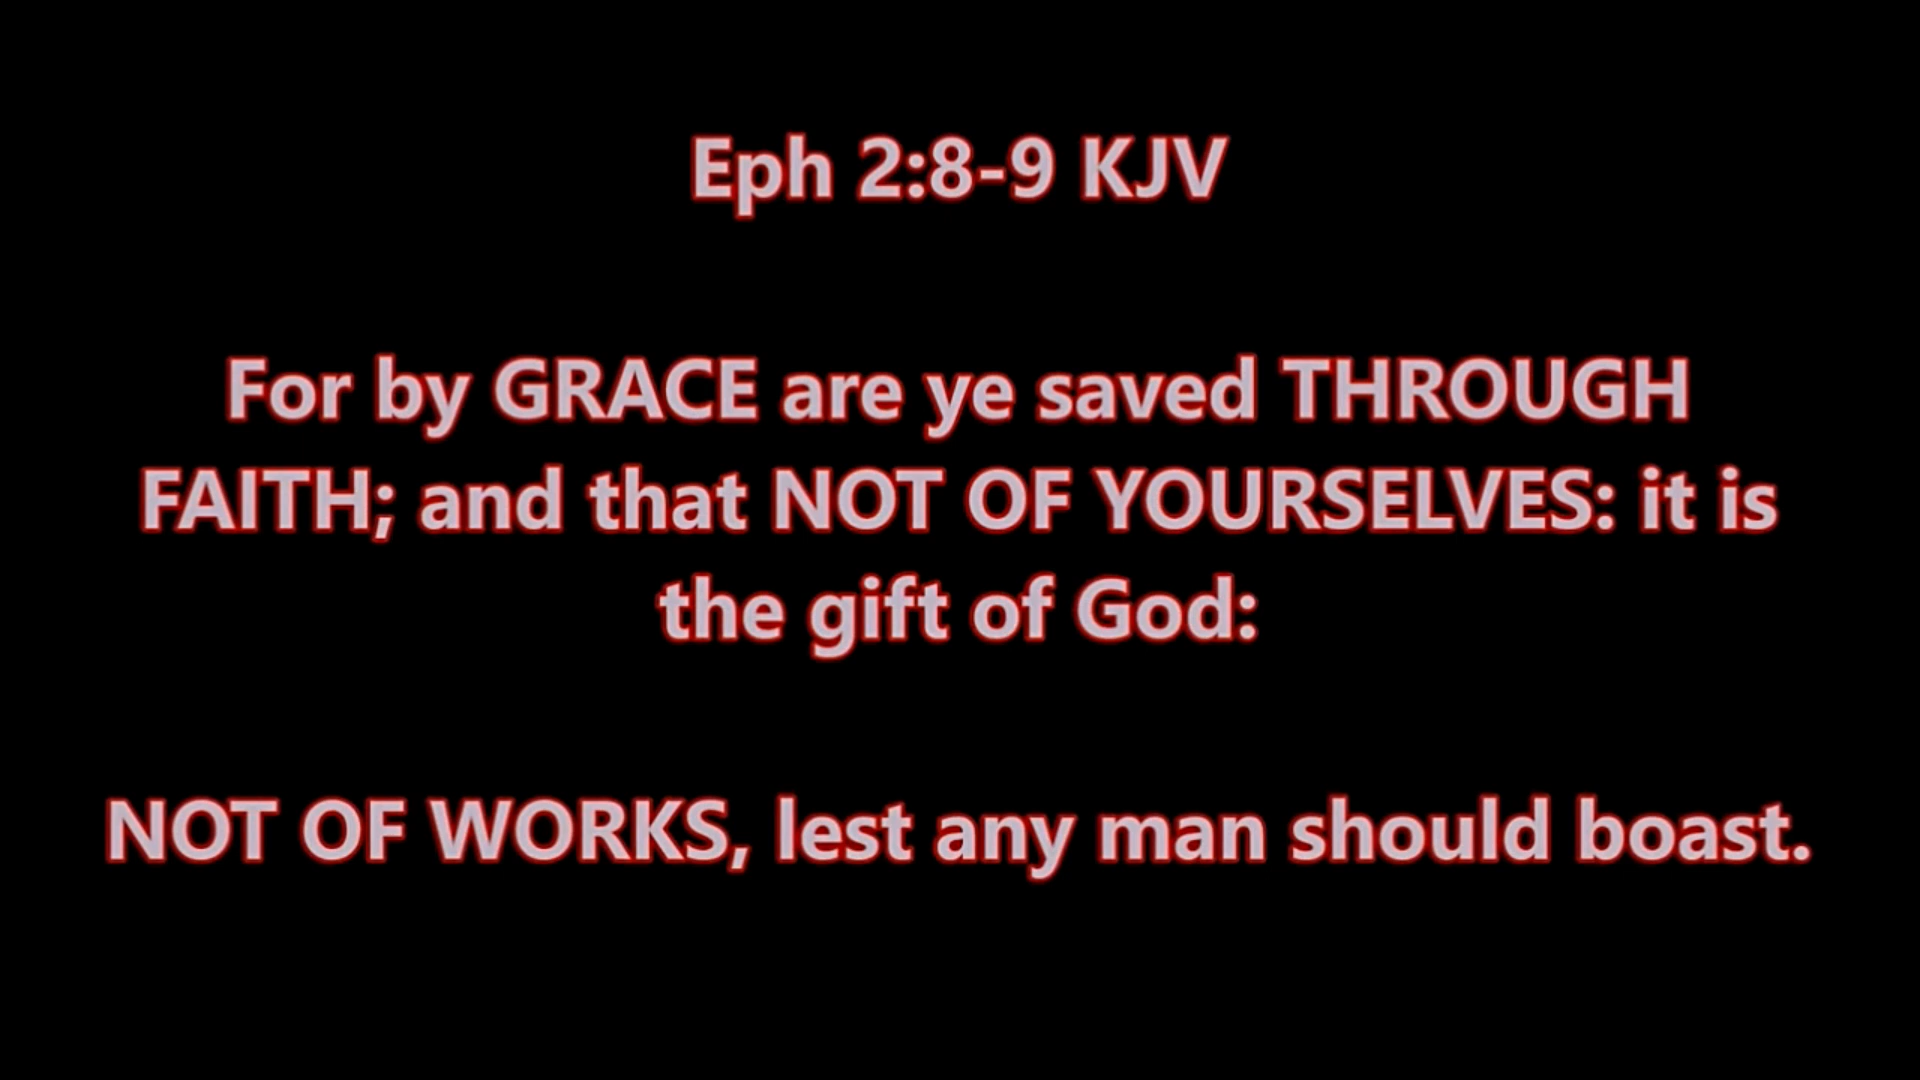 Eph 2:8-9 KJV
For by GRACE are ye saved THROUGH
FAITH; and that NOT OF YOURSELVES: it is
the gift of God:
NOT OF WORKS, lest any man should boast.